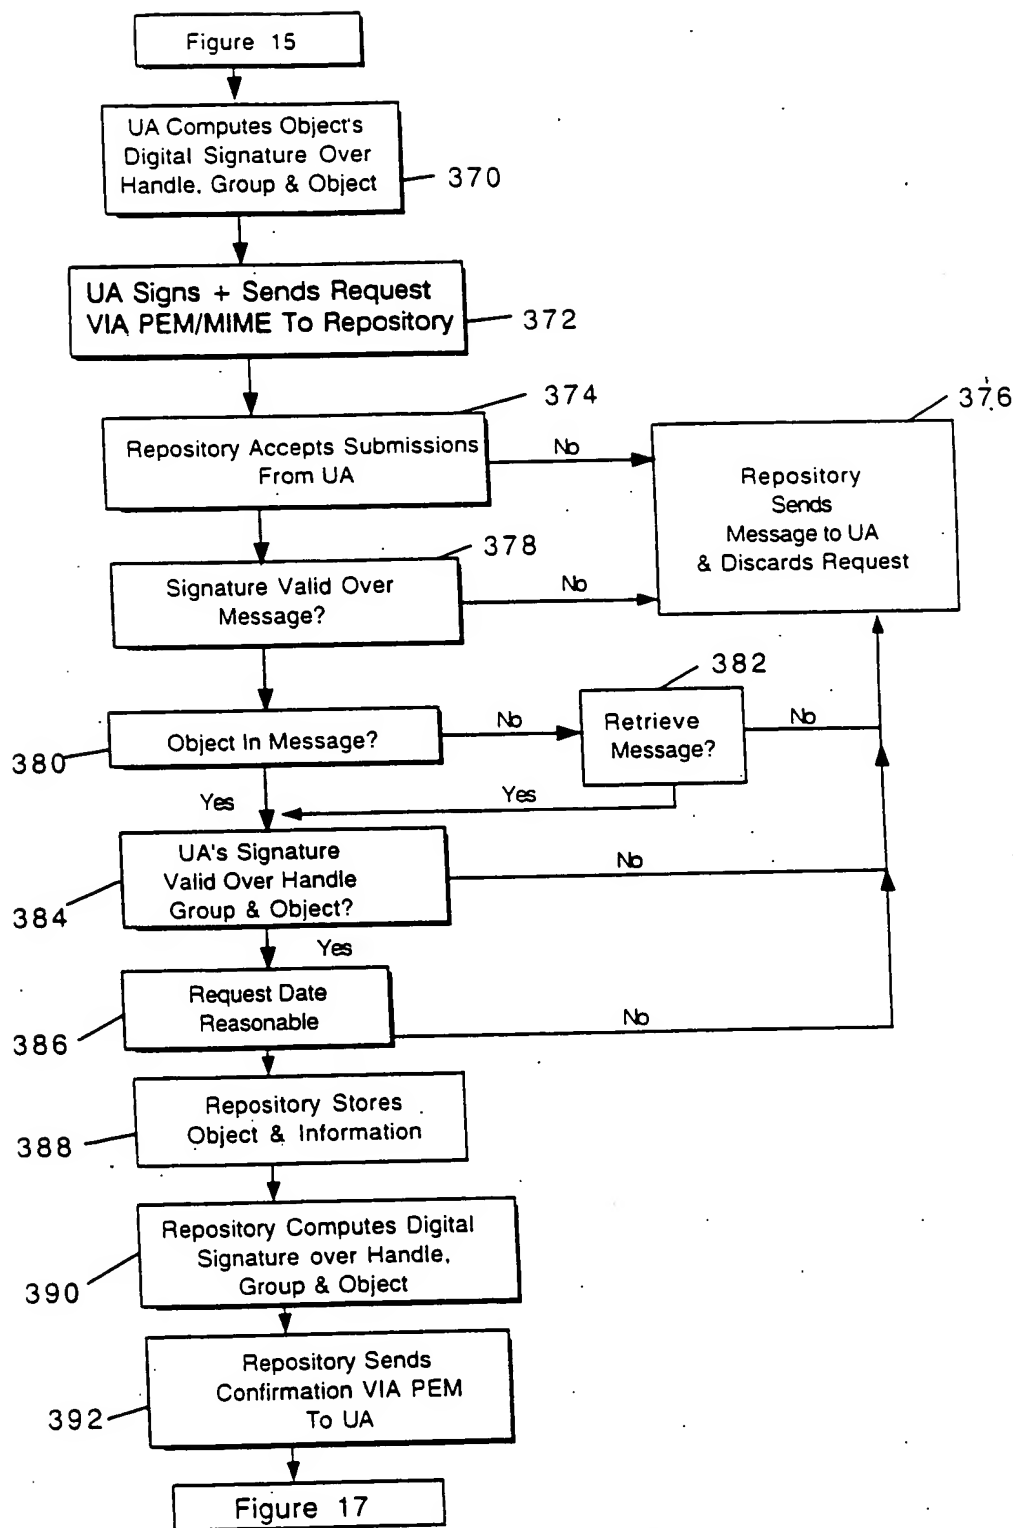 Figure 15
UA Computes Object's
Digital Signature Over
Handle, Group & Object
370
UA Signs + Sends Request
VIA PEM/MIME To Repository
372
374
376
Repository Accepts Submissions
From UA
No
Repository
Sends
Message to UA
& Discards Request
378
Signature Valid Over
Message?
No
382
Object In Message?
380
No
Retrieve
Message?
No
Yes
Yes
UA's Signature
Valid Over Handle
Group & Object?
384
No
Yes
Request Date
Reasonable
386
No
Repository Stores
Object & Information
388
Repository Computes Digital
Signature over Handle,
Group & Object
390
Repository Sends
Confirmation VIA PEM
To UA
392
Figure 17